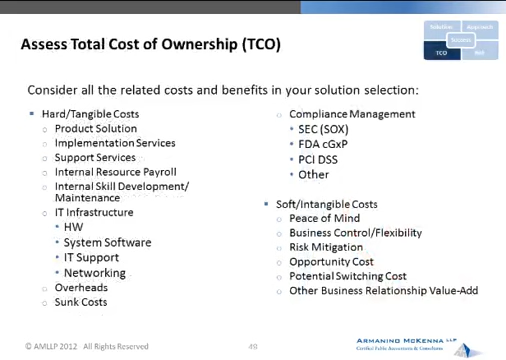 Solution
Approach
Success
TCO
Assess Total Cost of Ownership (TCO)
Consider all the related costs and benefits in your solution selection:
Hard/Tangible Costs
Product Solution
Implementation Services
Support Services
Internal Resource Payroll
Internal Skill Development/
Maintenance
IT Infrastructure
HW
System Software
IT Support
Networking
Overheads
Sunk Costs
Compliance Management
SEC (SOX)
FDA cGxP
PCI DSS
Other
Soft/Intangible Costs
Peace of Mind
Business Control/Flexibility
Risk Mitigation
Opportunity Cost
Potential Switching Cost
Other Business Relationship Value-Add
© AMLLP 2012 All Rights Reserved
49
ARMANINO MCKENNA LLP
Certified Public Accountants & Consultants